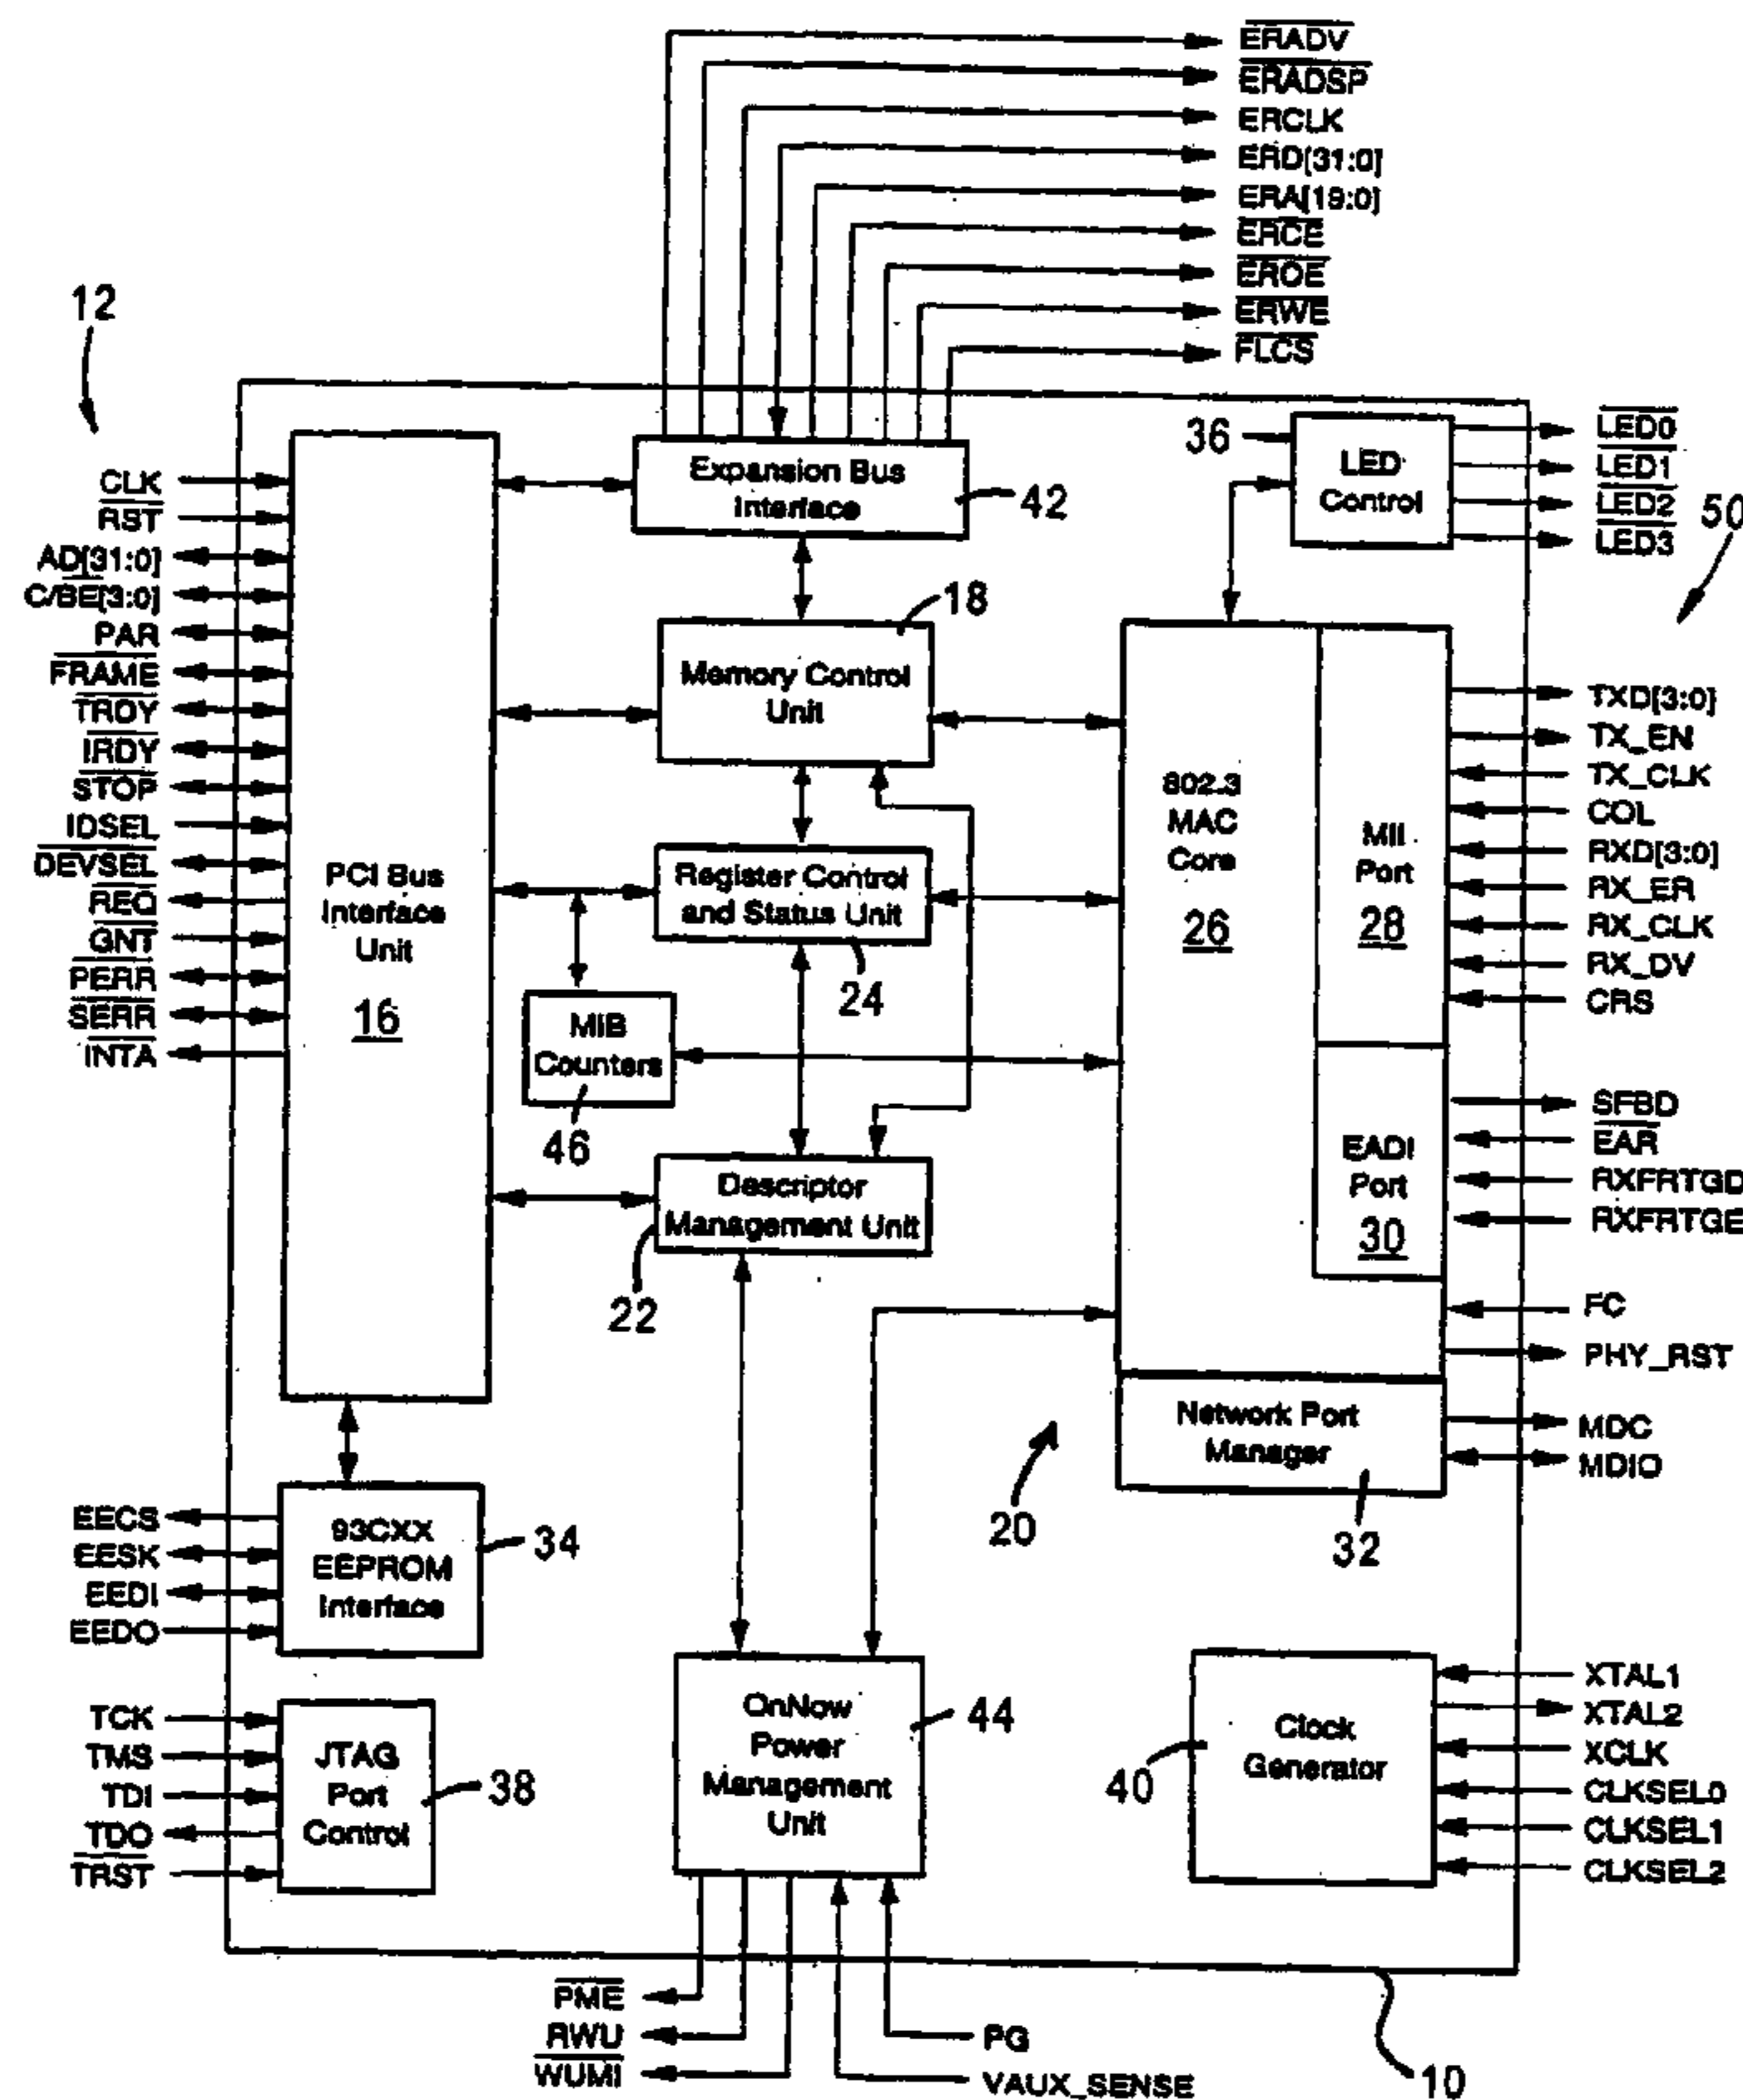 ERADV
ERADSP
ERCLK
ERD[31:0]
ERA[19:0]
ERCE
EROE
ERWE
FLCS
12
CLK
RST
AD[31:0]
C/BE[3:0]
PAR
FRAME
TRDY
IRDY
STOP
IDSEL
DEVSEL
REQ
GNT
PERR
SERR
INTA
PCI Bus
Interface
Unit
16
Expansion Bus
Interface
42
36
LED
Control
LED0
LED1
LED2
LED3
50
18
Memory Control
Unit
Register Control
and Status Unit
24
MIB
Counters
46
Descriptor
Management Unit
22
802.3
MAC
Core
26
MII
Port
28
EADI
Port
30
TXD[3:0]
TX_EN
TX_CLK
COL
RXD[3:0]
RX_ER
RX_CLK
RX_DV
CRS
SFBD
EAR
RXFRTGD
RXFRTGE
FC
PHY_RST
Network Port
Manager
32
20
MDC
MDIO
EECS
EESK
EEDI
EEDO
93CXX
EEPROM
Interface
34
TCK
TMS
TDI
TDO
TRST
JTAG
Port
Control
38
OnNow
Power
Management
Unit
44
40
Clock
Generator
XTAL1
XTAL2
XCLK
CLKSEL0
CLKSEL1
CLKSEL2
PME
RWU
WUMI
PG
VAUX_SENSE
10